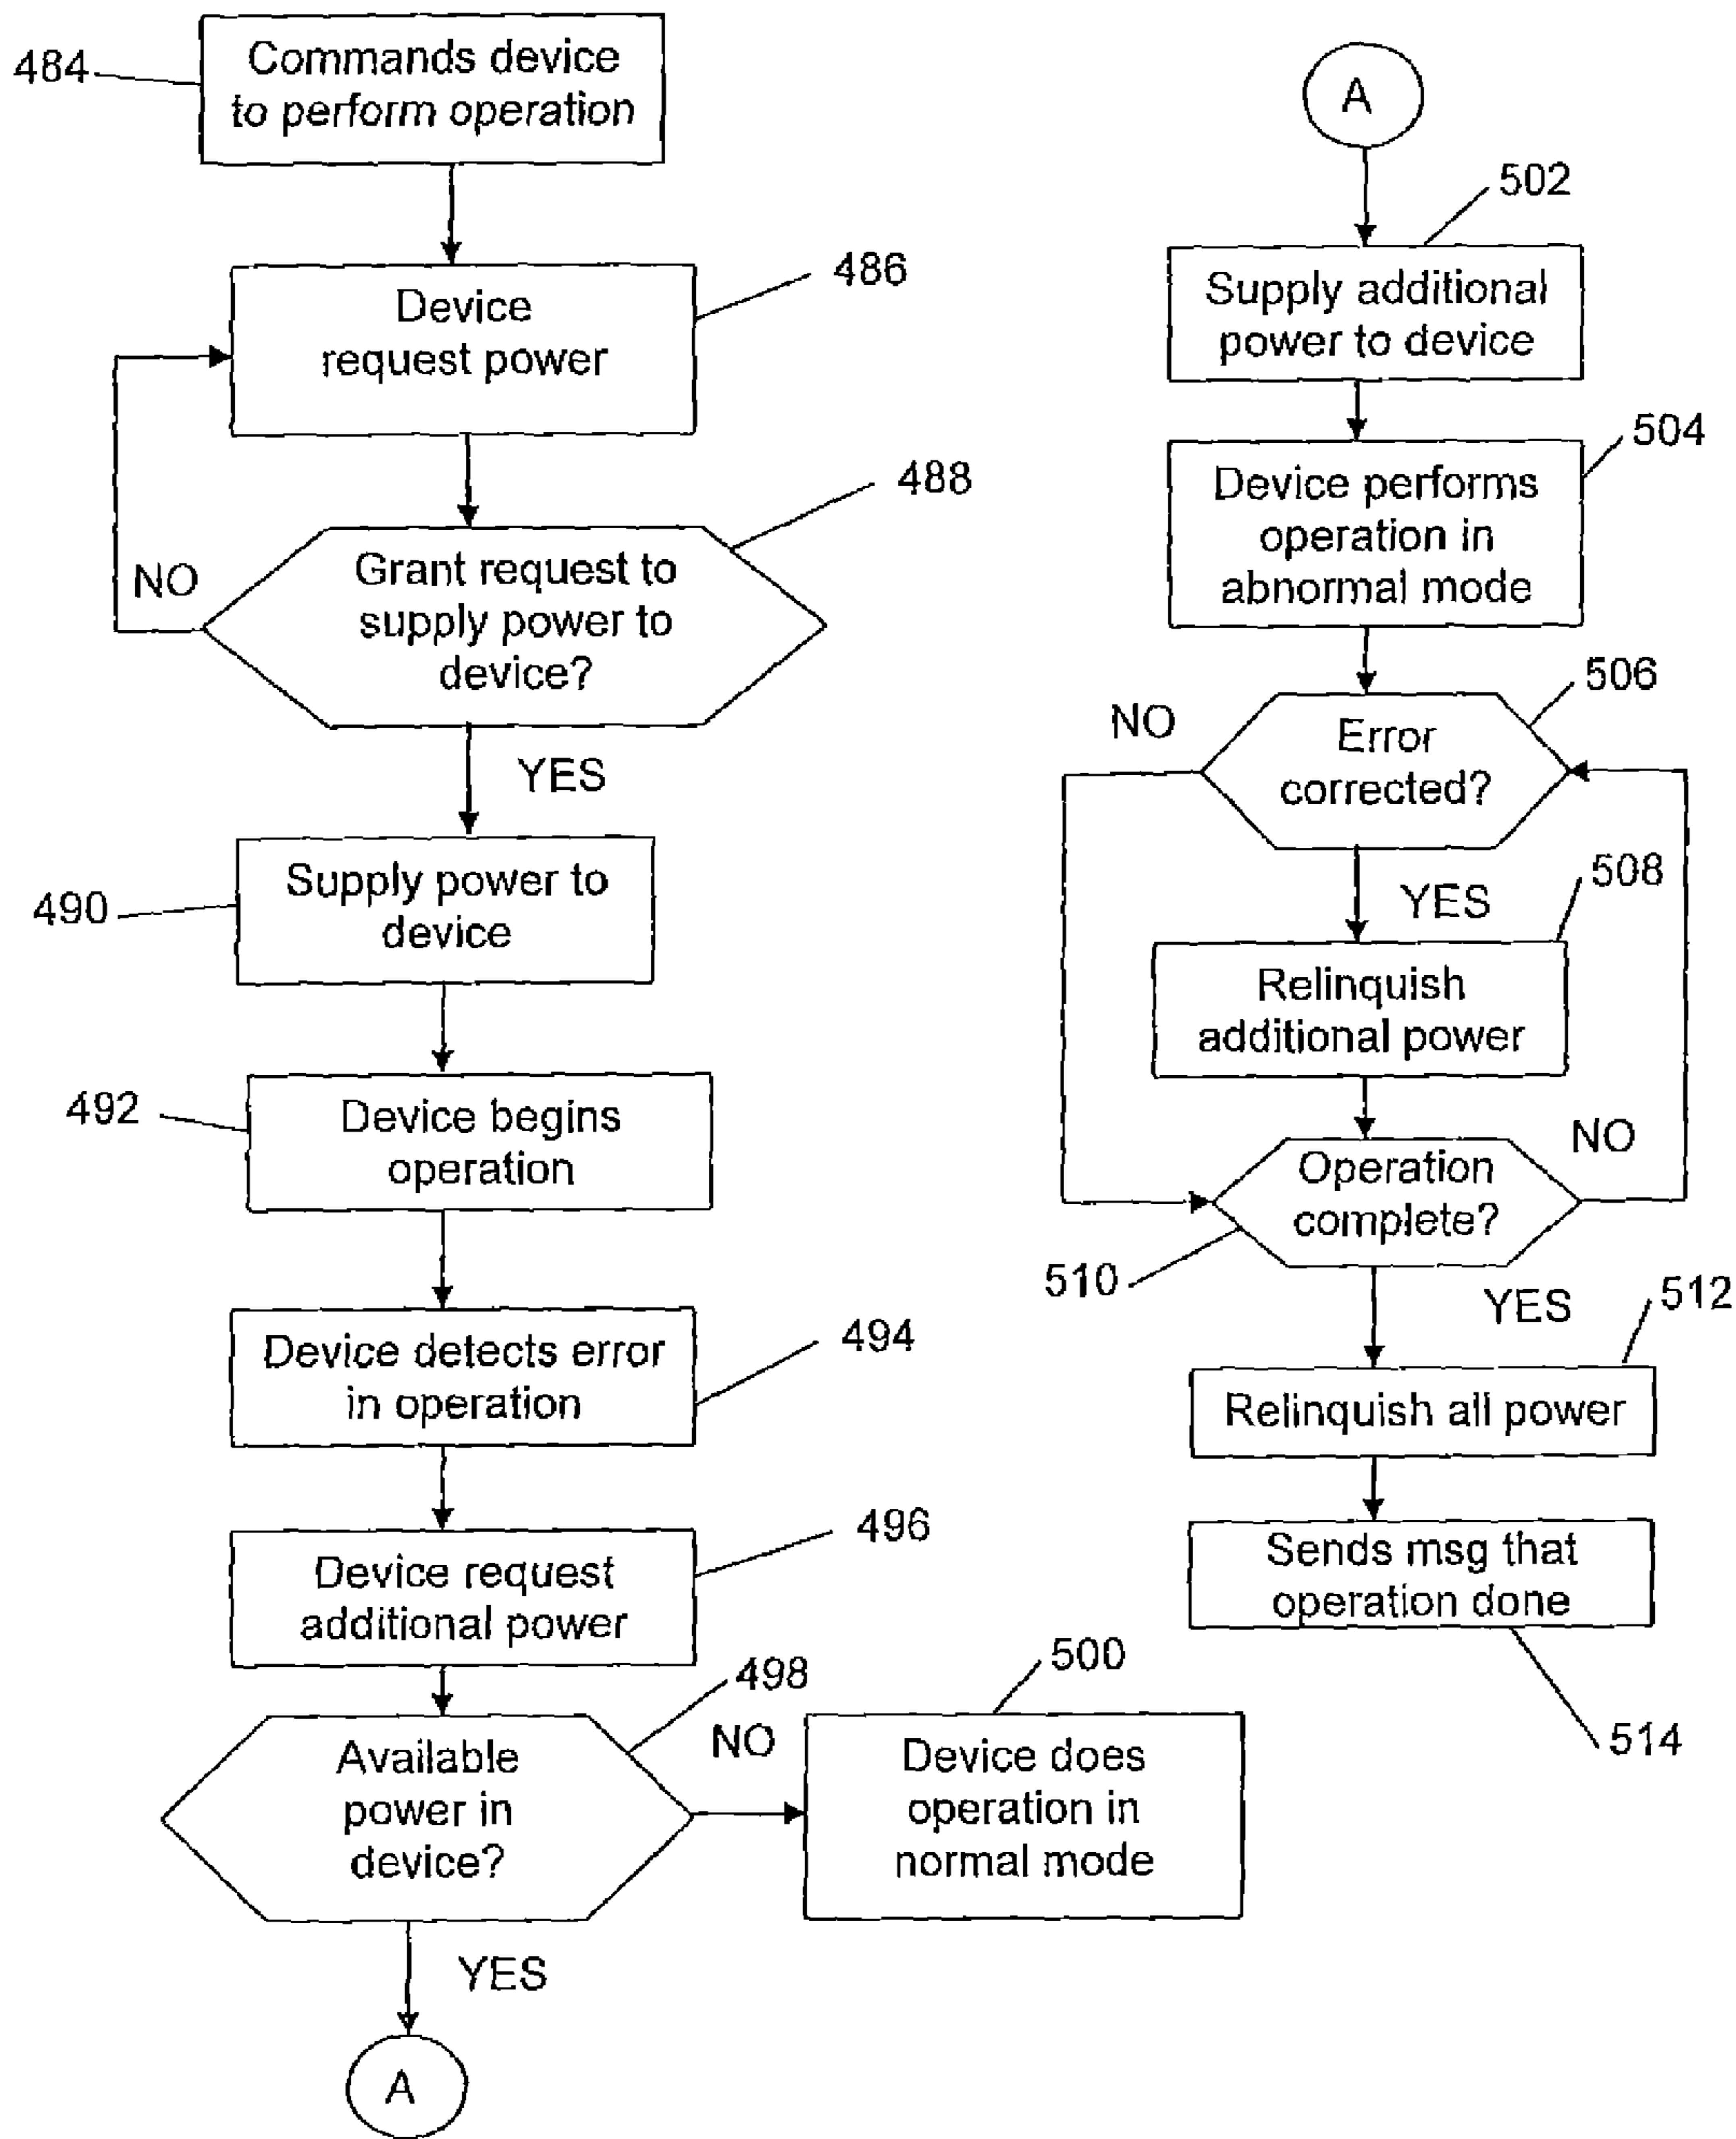 484
Commands device
to perform operation
486
Device
request power
488
NO
Grant request to
supply power to
device?
YES
490
Supply power to
device
492
Device begins
operation
494
Device detects error
in operation
496
Device request
additional power
498
Available
power in
device?
NO
500
Device does
operation in
normal mode
YES
A
A
502
Supply additional
power to device
504
Device performs
operation in
abnormal mode
506
NO
Error
corrected?
YES
508
Relinquish
additional power
NO
Operation
complete?
510
YES
512
Relinquish all power
Sends msg that
operation done
514